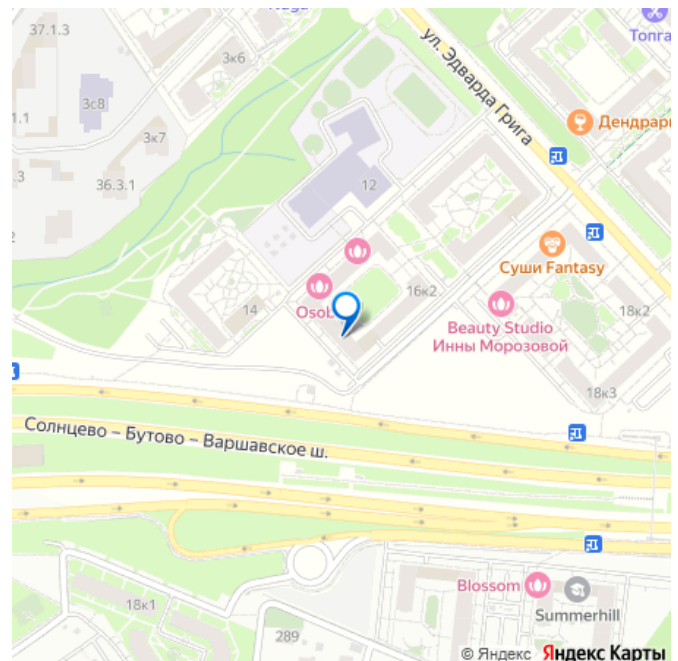 37.1.3
3к6
Топга
3с8
1.1
ул. Эдварда Грига
Дендрари
3к7
3
36.3.1
12
2
Суши Fantasy
16к2
Osob
14
Beauty Studio
Инны Морозовой
18к2
18к3
Солнцево – Бутово – Варшавское ш.
Blossom
Summerhill
18к1
289
© Яндекс Яндекс Карты